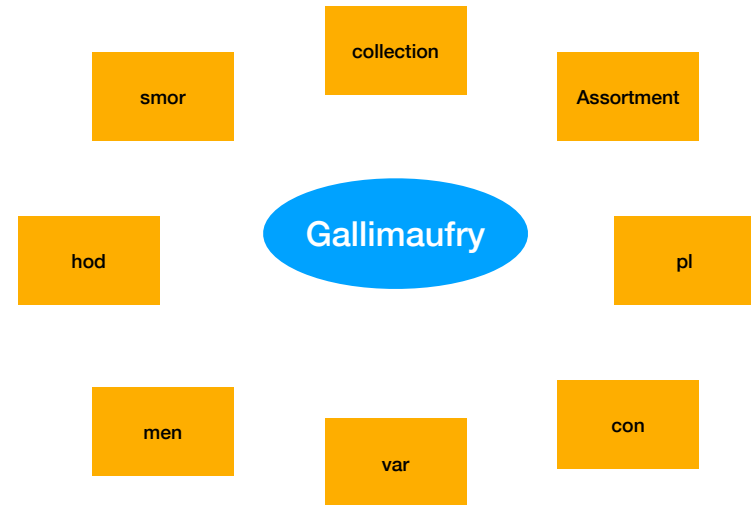 collection
smor
Assortment
Gallimaufry
hod
pl
men
con
var